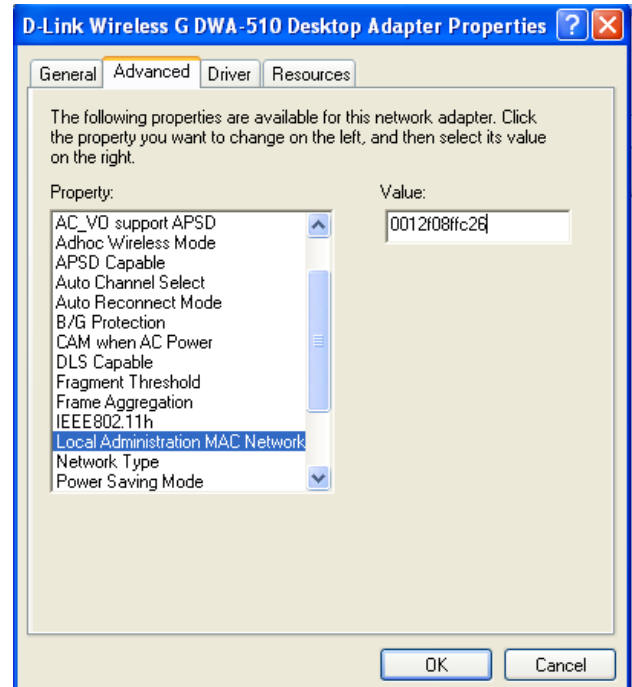 D-Link Wireless G DWA-510 Desktop Adapter Properties
General Advanced Driver Resources
The following properties are available for this network adapter. Click
the property you want to change on the left, and then select its value
on the right.
Property:
Value:
AC_VO support APSD
0012f08ffc26
Adhoc Wireless Mode
APSD Capable
Auto Channel Select
Auto Reconnect Mode
B/G Protection
CAM when AC Power
DLS Capable
Fragment Threshold
Frame Aggregation
IEEE802.11h
Local Administration MAC Network
Network Type
Power Saving Mode
OK
Cancel